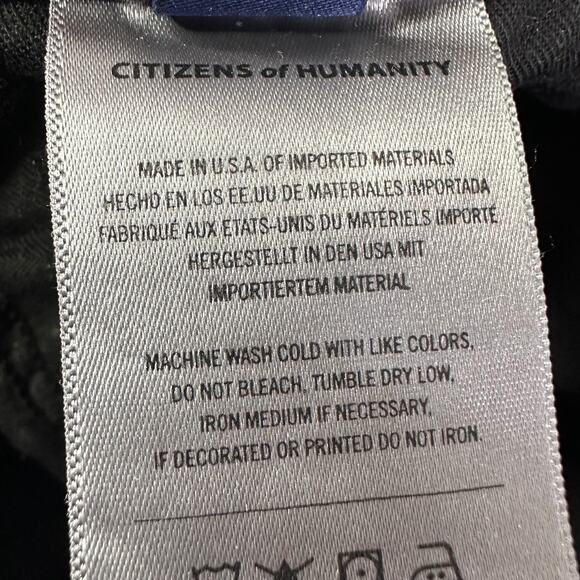 CITIZENS of HUMANITY
MADE IN U.S.A. OF IMPORTED MATERIALS
HECHO EN LOS EE.UU DE MATERIALES IMPORTADA
FABRIQUÉ AUX ETATS-UNIS DU MATÉRIELS IMPORTÉ
HERGESTELLT IN DEN USA MIT
IMPORTIERTEM MATERIAL
MACHINE WASH COLD WITH LIKE COLORS,
DO NOT BLEACH, TUMBLE DRY LOW,
IRON MEDIUM IF NECESSARY,
IF DECORATED OR PRINTED DO NOT IRON.